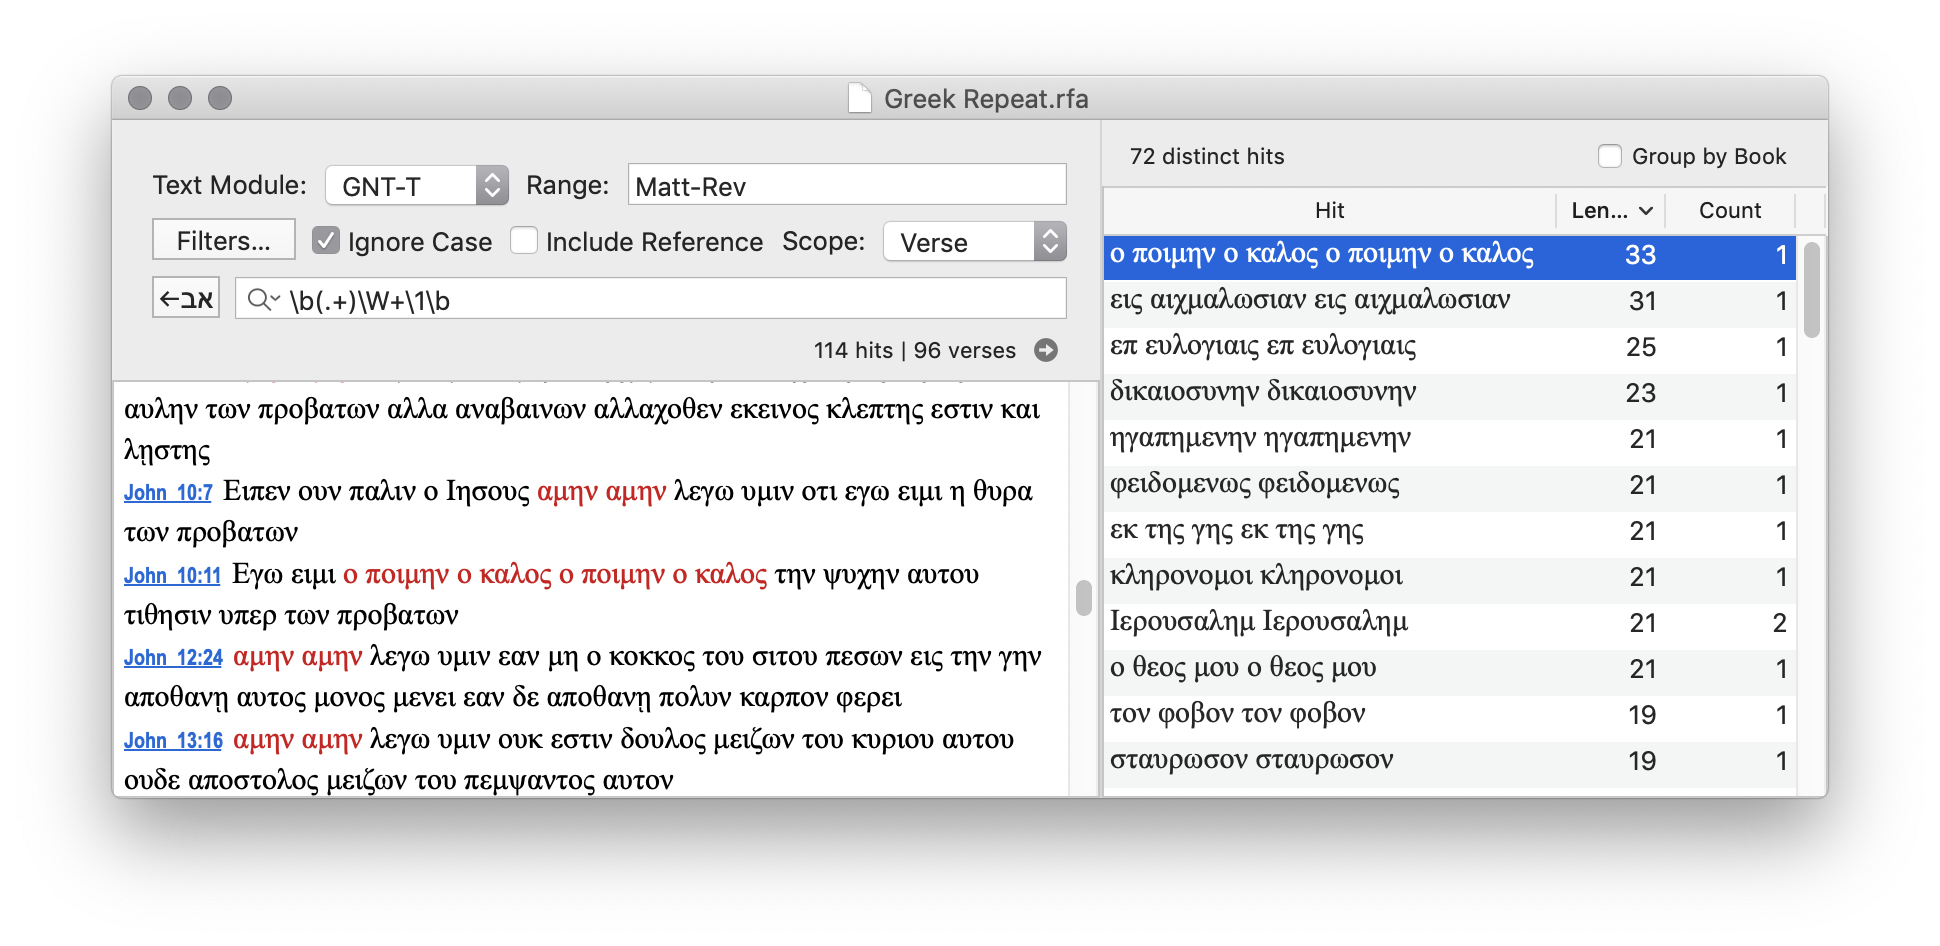 Greek Repeat.rfa
Text Module: GNT-T Range: Matt-Rev
Filters... Ignore Case Include Reference Scope: Verse
←אב \b(.+)\W+\1\b
114 hits | 96 verses
αυλην των προβατων αλλα αναβαινων αλλαχοθεν εκεινος κλεπτης εστιν και
λῃστης
John 10:7 Ειπεν ουν παλιν ο Ιησους αμην αμην λεγω υμιν οτι εγω ειμι η θυρα
των προβατων
John 10:11 Εγω ειμι ο ποιμην ο καλος ο ποιμην ο καλος την ψυχην αυτου
τιθησιν υπερ των προβατων
John 12:24 αμην αμην λεγω υμιν εαν μη ο κοκκος του σιτου πεσων εις την γην
αποθανῃ αυτος μονος μενει εαν δε αποθανῃ πολυν καρπον φερει
John 13:16 αμην αμην λεγω υμιν ουκ εστιν δουλος μειζων του κυριου αυτου
ουδε αποστολος μειζων του πεμψαντος αυτον
72 distinct hits Group by Book
Hit Len... Count
ο ποιμην ο καλος ο ποιμην ο καλος 33 1
εις αιχμαλωσιαν εις αιχμαλωσιαν 31 1
επ ευλογιαις επ ευλογιαις 25 1
δικαιοσυνην δικαιοσυνην 23 1
ηγαπημενην ηγαπημενην 21 1
φειδομενως φειδομενως 21 1
εκ της γης εκ της γης 21 1
κληρονομοι κληρονομοι 21 1
Ιερουσαλημ Ιερουσαλημ 21 2
ο θεος μου ο θεος μου 21 1
τον φοβον τον φοβον 19 1
σταυρωσον σταυρωσον 19 1